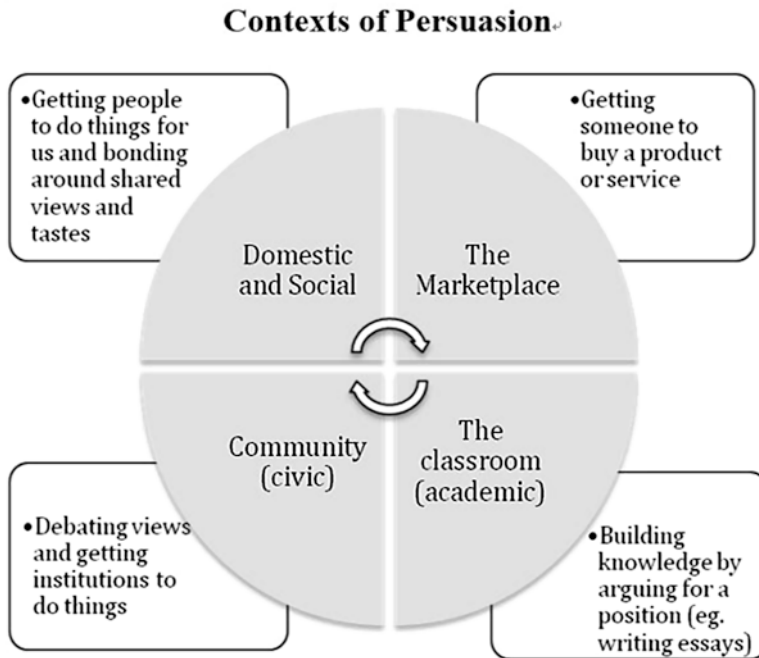 Contexts of Persuasion
•Getting people
to do things for
us and bonding
around shared
views and
tastes
•Getting
someone to
buy a product
or service
Domestic
and Social
The
Marketplace
Community
(civic)
The
classroom
(academic)
•Debating views
and getting
institutions to
do things
•Building
knowledge by
arguing for a
position (eg.
writing essays)